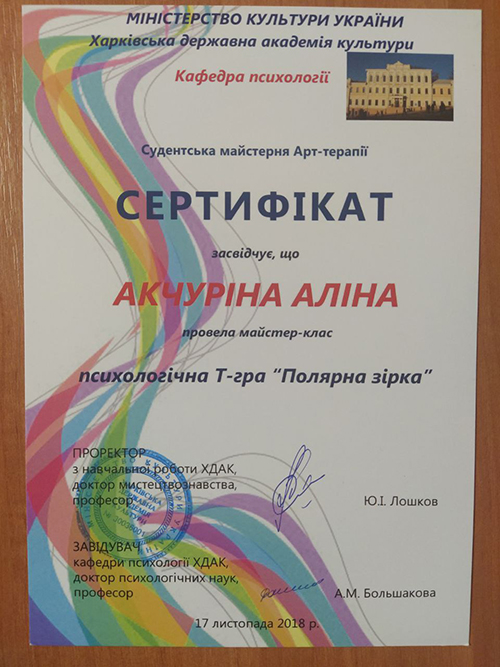 МІНІСТЕРСТВО КУЛЬТУРИ УКРАЇНИ
Харківська державна академія культури
Кафедра психології
Судентська майстерня Арт-терапії
СЕРТИФІКАТ
засвідчує, що
АКЧУРІНА АЛІНА
провела майстер-клас
психологічна Т-гра “Полярна зірка”
ПРОРЕКТОР
з навчальної роботи ХДАК,
доктор мистецтвознавства,
професор
Ю.І. Лошков
ЗАВІДУВАЧ
кафедри психології ХДАК,
доктор психологічних наук,
професор
А.М. Большакова
17 листопада 2018 р.